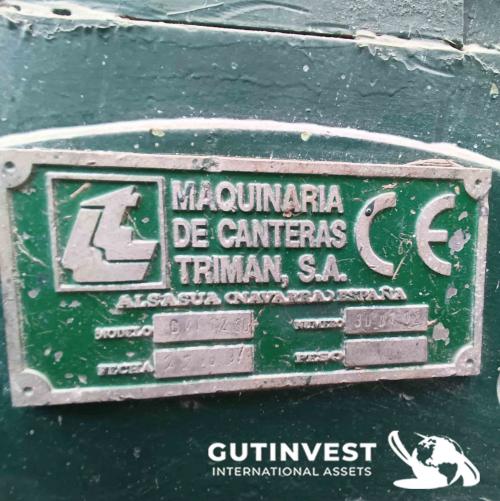 MAQUINARIA
DE CANTERAS
TRIMAN, S.A.
CE
ALSASUA (NAVARRA) ESPAÑA
MODELO
NUMERO
FECHA
PESO
GUTINVEST
INTERNATIONAL ASSETS